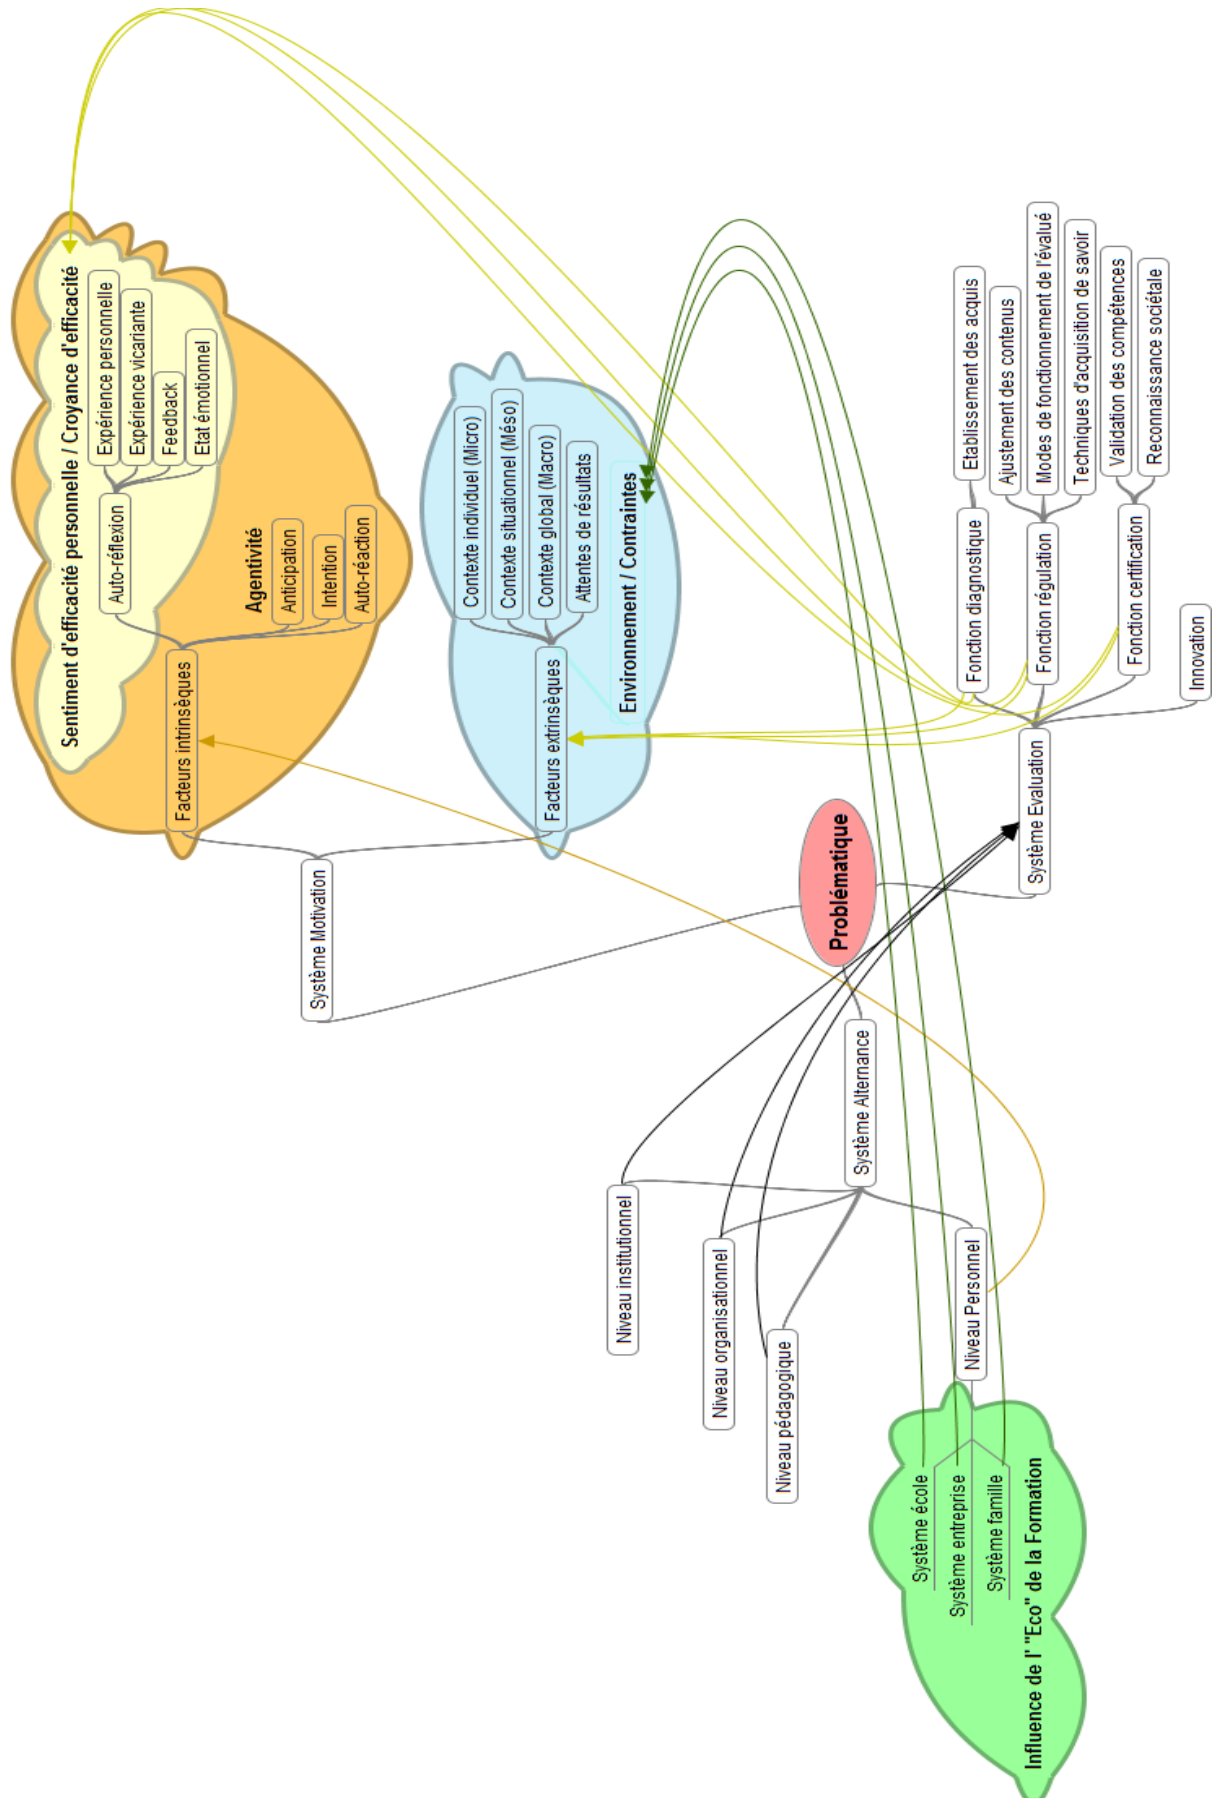 Sentiment d'efficacité personnelle / Croyance d'efficacité
Expérience personnelle
Expérience vicariante
Feedback
Etat émotionnel
Auto-réflexion
Agentivité
Anticipation
Intention
Auto-réaction
Facteurs intrinsèques
Système Motivation
Contexte individuel (Micro)
Contexte situationnel (Méso)
Contexte global (Macro)
Attentes de résultats
Facteurs extrinsèques
Environnement / Contraintes
Problématique
Etablissement des acquis
Fonction diagnostique
Ajustement des contenus
Modes de fonctionnement de l'évalué
Techniques d'acquisition de savoir
Fonction régulation
Validation des compétences
Reconnaissance sociétale
Fonction certification
Innovation
Système Evaluation
Système Alternance
Niveau institutionnel
Niveau organisationnel
Niveau pédagogique
Niveau Personnel
Système école
Système entreprise
Système famille
Influence de l' "Eco" de la Formation